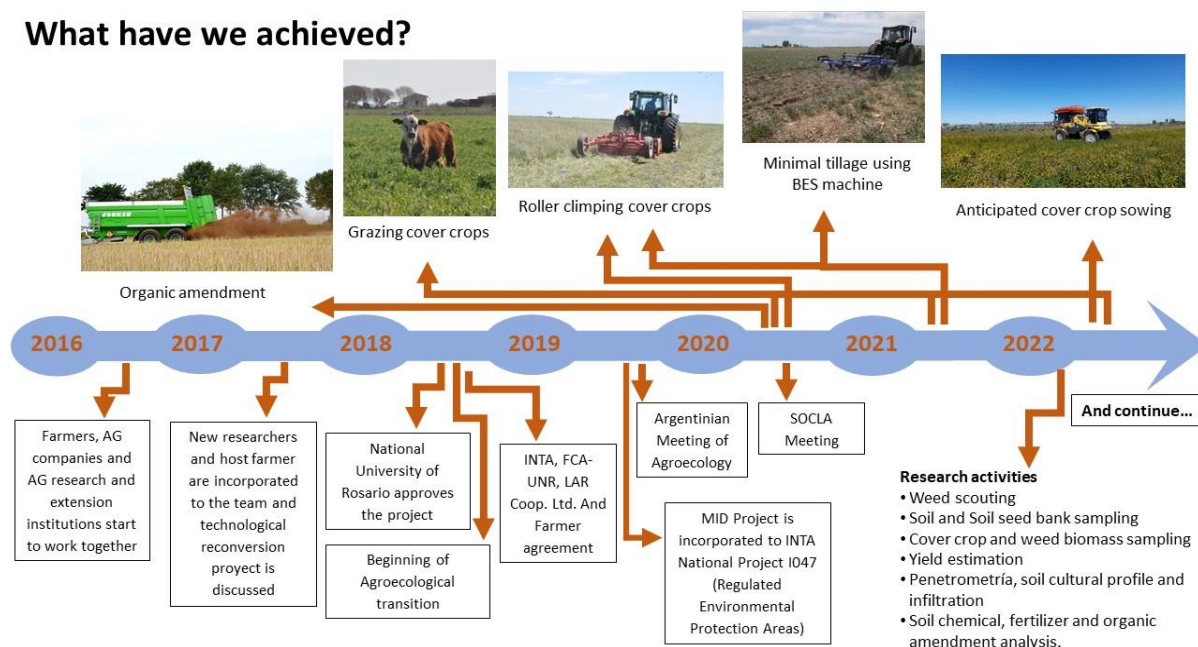 What have we achieved?
Organic amendment
Grazing cover crops
Roller climping cover crops
Minimal tillage using
BES machine
Anticipated cover crop sowing
2016
2017
2018
2019
2020
2021
2022
Farmers, AG
companies and
AG research and
extension
institutions start
to work together
New researchers
and host farmer
are incorporated
to the team and
technological
reconversion
proyect is
discussed
National
University of
Rosario approves
the project
Beginning of
Agroecological
transition
INTA, FCA-
UNR, LAR
Coop. Ltd. And
Farmer
agreement
Argentinian
Meeting of
Agroecology
MID Project is
incorporated to INTA
National Project I047
(Regulated
Environmental
Protection Areas)
SOCLA
Meeting
And continue...
Research activities
• Weed scouting
• Soil and Soil seed bank sampling
• Cover crop and weed biomass sampling
• Yield estimation
• Penetrometría, soil cultural profile and
infiltration
• Soil chemical, fertilizer and organic
amendment analysis.